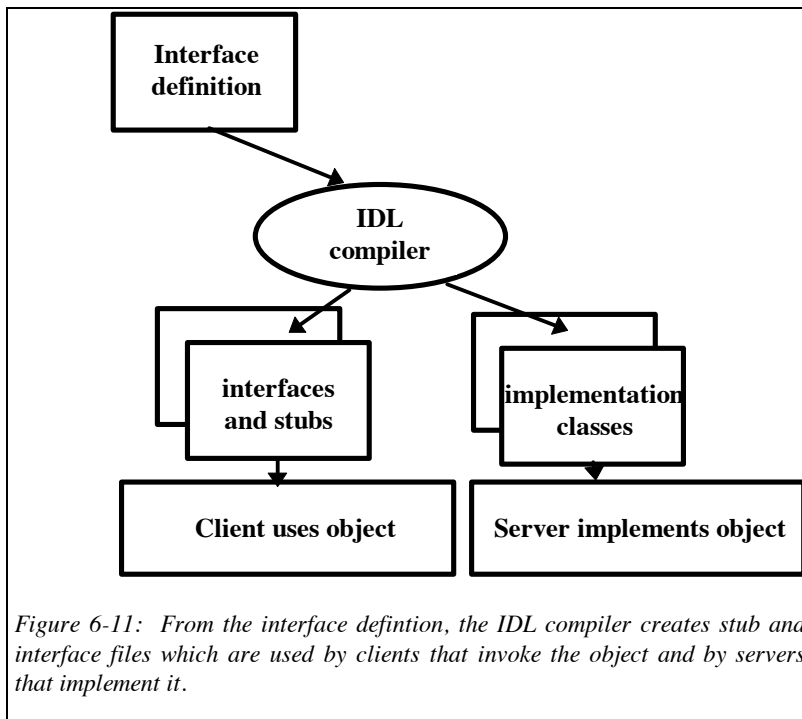 Interface
definition
IDL
compiler
interfaces
and stubs
implementation
classes
Client uses object
Server implements object
Figure 6-11: From the interface defintion, the IDL compiler creates stub and
interface files which are used by clients that invoke the object and by servers
that implement it.